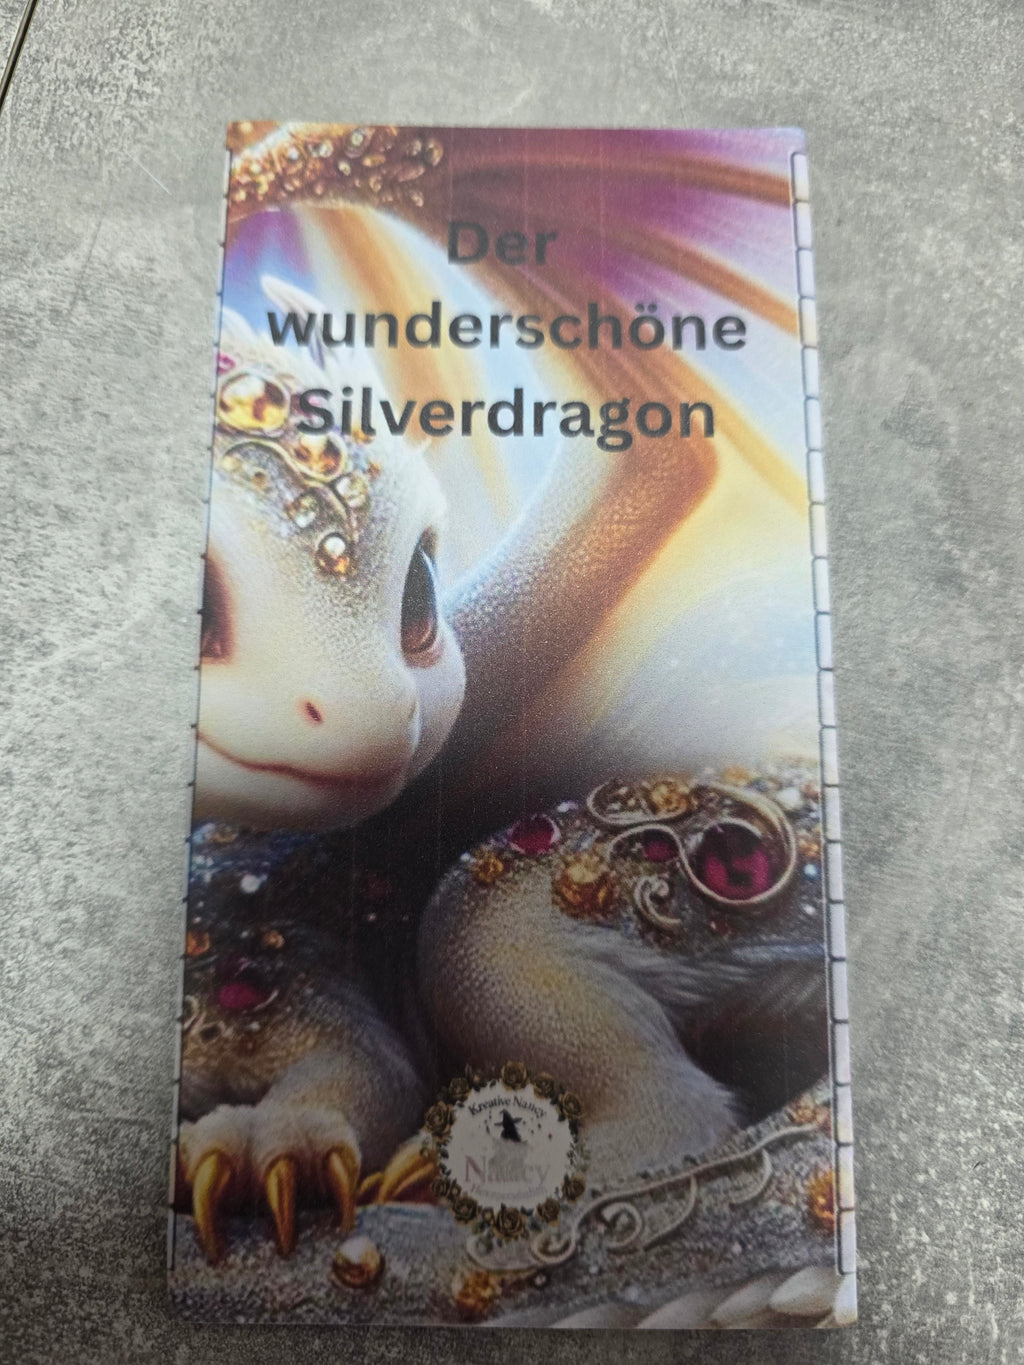 Der
wunderschöne
Silverdragon
Kreative Nancy
Nancy